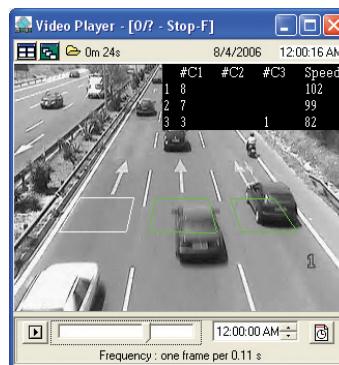 Video Player - [0/? - Stop-F]
0m 24s 8/4/2006 12:00:16 AM
#C1 #C2 #C3 Speed
1 8 102
2 7 99
3 3 1 82
1
12:00:00 AM
Frequency : one frame per 0.11 s